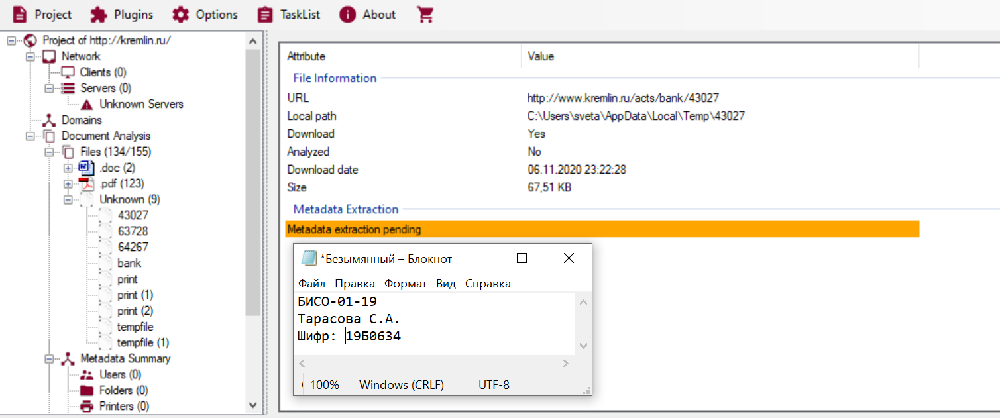 Project Plugins Options TaskList About
Project of http://kremlin.ru/
Network
Clients (0)
Servers (0)
Unknown Servers
Domains
Document Analysis
Files (134/155)
.doc (2)
.pdf (123)
Unknown (9)
43027
63728
64267
bank
print
print (1)
print (2)
tempfile
tempfile (1)
Metadata Summary
Users (0)
Folders (0)
Printers (0)
Attribute Value
File Information
URL http://www.kremlin.ru/acts/bank/43027
Local path C:\Users\sveta\AppData\Local\Temp\43027
Download Yes
Analyzed No
Download date 06.11.2020 23:22:28
Size 67,51 KB
Metadata Extraction
Metadata extraction pending
*Безымянный – Блокнот
Файл Правка Формат Вид Справка
БИСО-01-19
Тарасова С.А.
Шифр: 19Б0634
100% Windows (CRLF) UTF-8